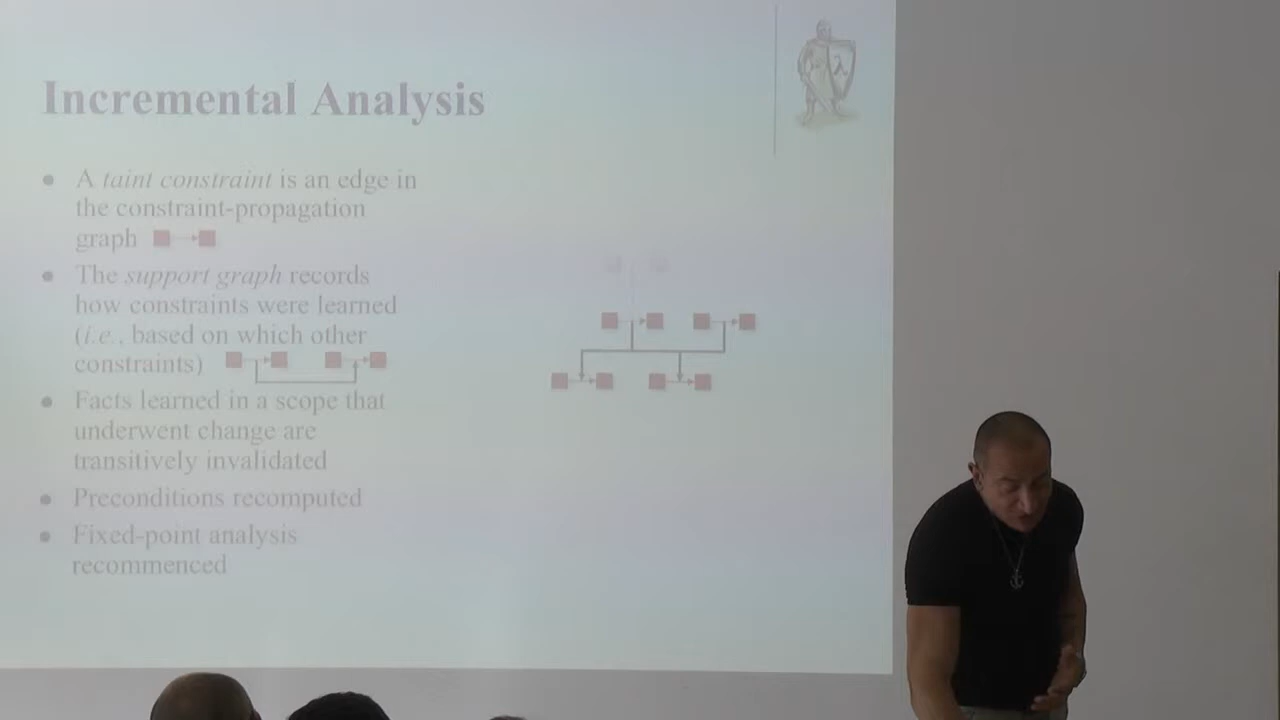 Incremental Analysis
λ
• A taint constraint is an edge in
the constraint-propagation
graph
• The support graph records
how constraints were learned
(i.e., based on which other
constraints)
• Facts learned in a scope that
underwent change are
transitively invalidated
• Preconditions recomputed
• Fixed-point analysis
recommenced